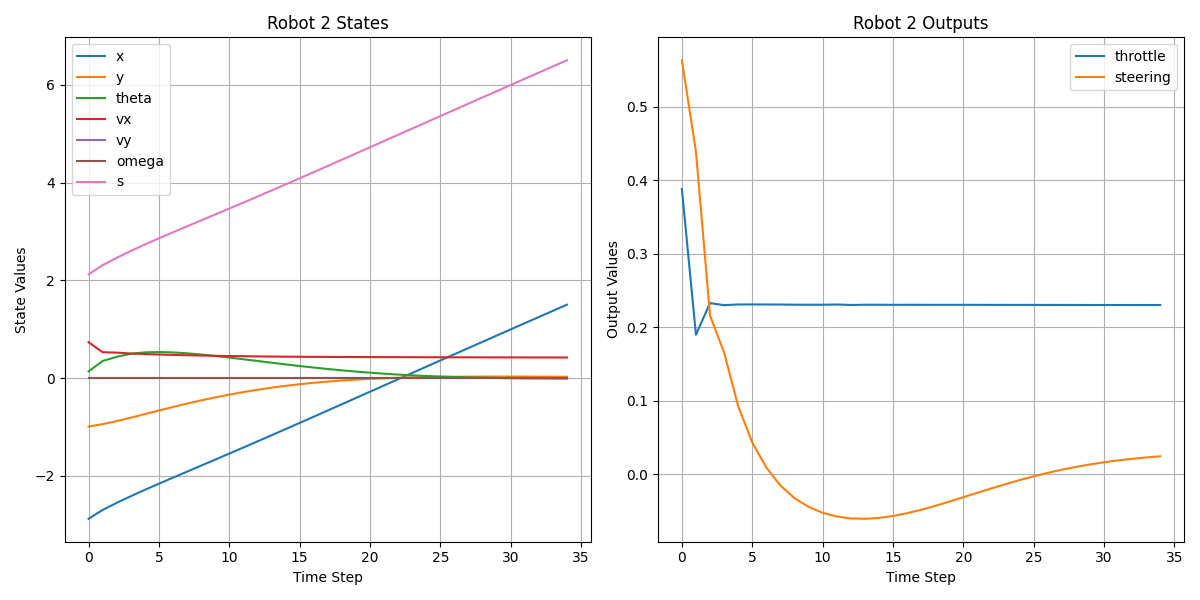 Robot 2 States
x
y
theta
vx
vy
omega
s
6
4
2
0
−2
State Values
0 5 10 15 20 25 30 35
Time Step
Robot 2 Outputs
throttle
steering
0.5
0.4
0.3
0.2
0.1
0.0
Output Values
0 5 10 15 20 25 30 35
Time Step